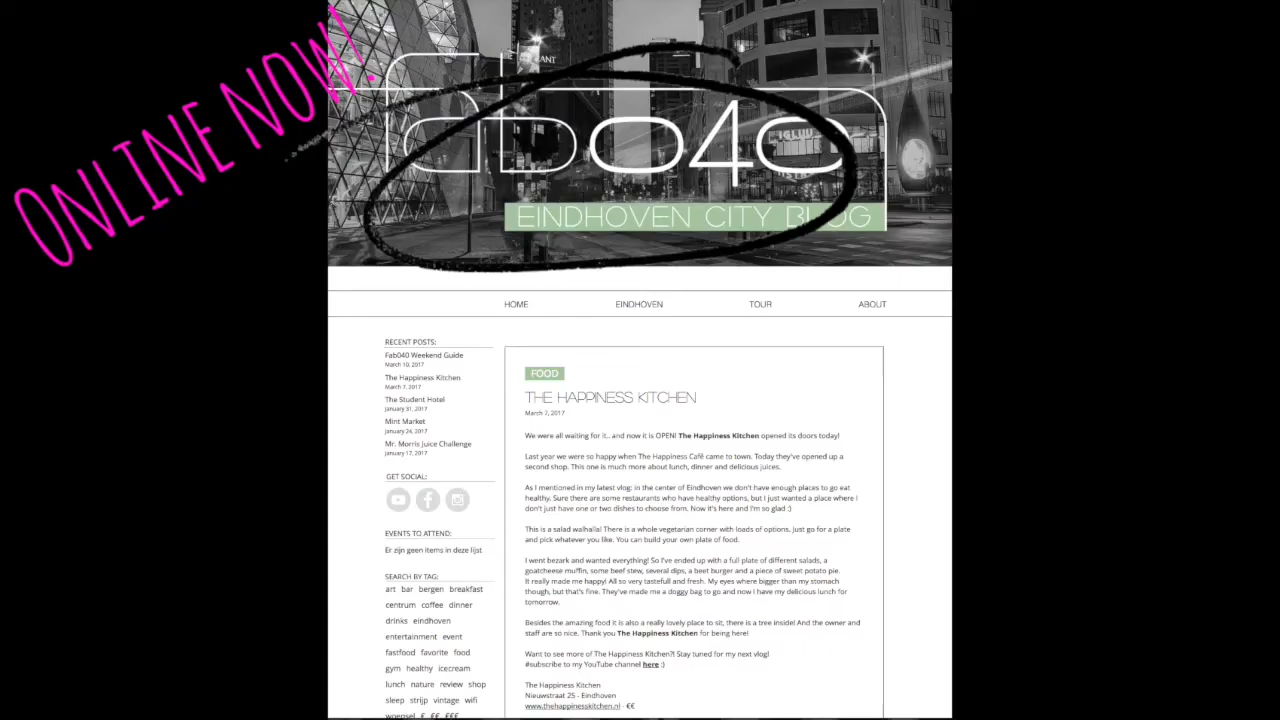 ONLINE NOW!
fab040
EINDHOVEN CITY BLOG
HOME EINDHOVEN TOUR ABOUT
RECENT POSTS:
Fab040 Weekend Guide
March 10, 2017
The Happiness Kitchen
March 7, 2017
The Student Hotel
January 31, 2017
Mint Market
January 24, 2017
Mr. Morris Juice Challenge
January 17, 2017
GET SOCIAL:
EVENTS TO ATTEND:
Er zijn geen items in deze lijst
SEARCH BY TAG:
art bar bergen breakfast
centrum coffee dinner
drinks eindhoven
entertainment event
fastfood favorite food
gym healthy icecream
lunch nature review shop
sleep strijp vintage wifi
woensel € €€ €€€
FOOD
THE HAPPINESS KITCHEN
March 7, 2017
We were all waiting for it.. and now it is OPEN! The Happiness Kitchen opened its doors today!
Last year we were so happy when The Happiness Café came to town. Today they've opened up a
second shop. This one is much more about lunch, dinner and delicious juices.
As I mentioned in my latest vlog; in the center of Eindhoven we don't have enough places to go eat
healthy. Sure there are some restaurants who have healthy options, but I just wanted a place where I
don't just have one or two dishes to choose from. Now it's here and I'm so glad :)
This is a salad walhalla! There is a whole vegetarian corner with loads of options, just go for a plate
and pick whatever you like. You can build your own plate of food.
I went bezark and wanted everything! So I've ended up with a full plate of different salads, a
goatcheese muffin, some beef stew, several dips, a beet burger and a piece of sweet potato pie.
It really made me happy! All so very tastefull and fresh. My eyes where bigger than my stomach
though, but that's fine. They've made me a doggy bag to go and now I have my delicious lunch for
tomorrow.
Besides the amazing food it is also a really lovely place to sit, there is a tree inside! And the owner and
staff are so nice. Thank you The Happiness Kitchen for being here!
Want to see more of The Happiness Kitchen?! Stay tuned for my next vlog!
#subscribe to my YouTube channel here :)
The Happiness Kitchen
Nieuwstraat 25 - Eindhoven
www.thehappinesskitchen.nl - €€